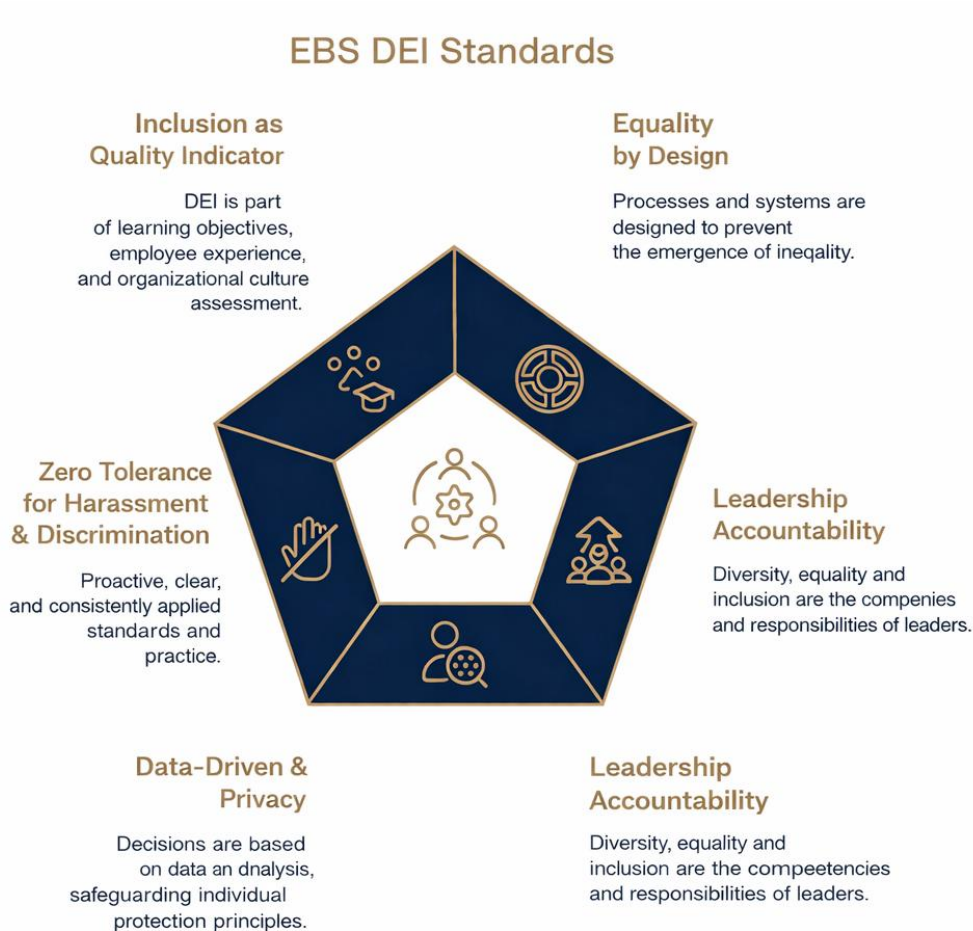 EBS DEI Standards
Inclusion as
Quality Indicator
DEI is part
of learning objectives,
employee experience,
and organizational culture
assessment.
Equality
by Design
Processes and systems are
designed to prevent
the emergence of ineqality.
Zero Tolerance
for Harassment
& Discrimination
Proactive, clear,
and consistently applied
standards and
practice.
Leadership
Accountability
Diversity, equality and
inclusion are the compenies
and responsibilities of leaders.
Data-Driven &
Privacy
Decisions are based
on data an dnalysis,
safeguarding individual
protection principles.
Leadership
Accountability
Diversity, equality and
inclusion are the compeetencies
and responsibilities of leaders.